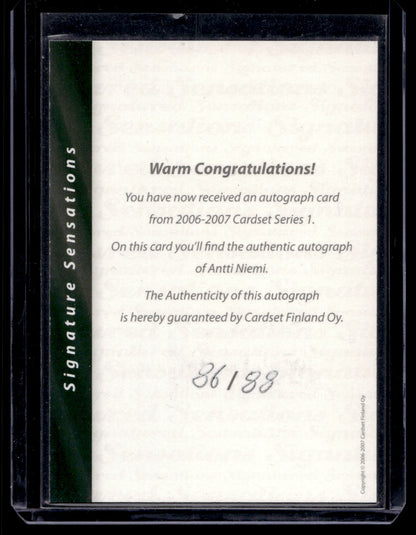 Signature Sensations
Warm Congratulations!
You have now received an autograph card
from 2006-2007 Cardset Series 1.
On this card you'll find the authentic autograph
of Antti Niemi.
The Authenticity of this autograph
is hereby guaranteed by Cardset Finland Oy.
86/88
Copyright © 2006-2007 Cardset Finland Oy